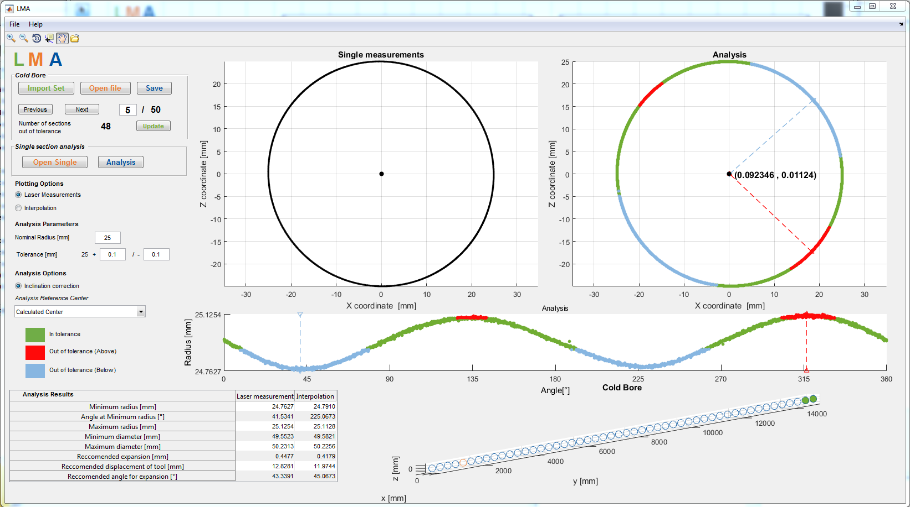 LMA
File Help
LMA
Cold Bore
Import Set Open file Save
Previous Next 5 / 50
Number of sections
out of tolerance 48 Update
Single section analysis
Open Single Analysis
Plotting Options
Laser Measurements
Interpolation
Analysis Parameters
Nominal Radius [mm] 25
Tolerance [mm] 25 + 0.1 / - 0.1
Analysis Options
Inclination correction
Analysis Reference Center
Calculated Center
In tolerance
Out of tolerance (Above)
Out of tolerance (Below)
Single measurements
Z coordinate [mm]
25
20
15
10
5
0
-5
-10
-15
-20
-30 -20 -10 0 10 20 30
X coordinate [mm]
Analysis
Z coordinate [mm]
25
20
15
10
5
0
-5
-10
-15
-20
(0.092346 , 0.01124)
-30 -20 -10 0 10 20 30
X coordinate [mm]
Analysis
Radius [mm]
25.1254
24.7627
0 45 90 135 180 225 270 315 360
Angle[°]
Cold Bore
z [mm]
0
0 2000 4000 6000 8000 10000 12000 14000
y [mm]
x [mm]
Analysis Results Laser measurement Interpolation
Minimum radius [mm] 24.7627 24.7910
Angle at Minimum radius [°] 41.5341 225.0673
Maximum radius [mm] 25.1254 25.1128
Minimum diameter [mm] 49.5523 49.5821
Maximum diameter [mm] 50.2313 50.2256
Reccomended expansion [mm] 0.4477 0.4179
Reccomended displacement of tool [mm] 12.8281 11.9744
Reccomended angle for expansion [°] 43.3391 45.0673